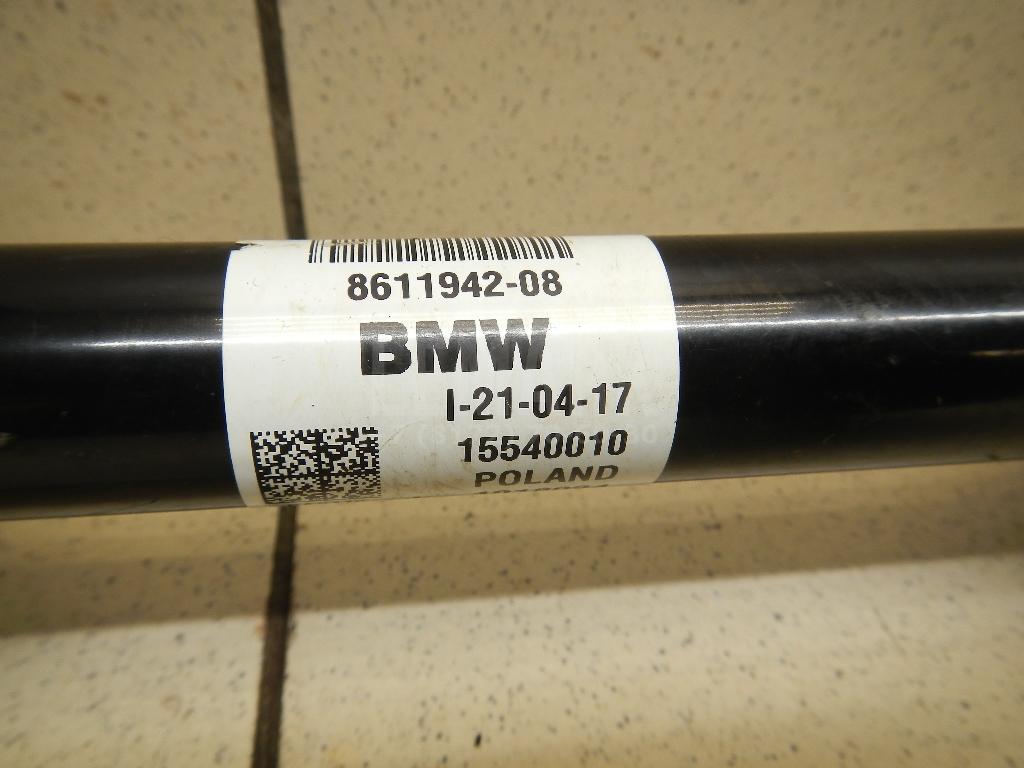 8611942-08
BMW
I-21-04-17
15540010
POLAND